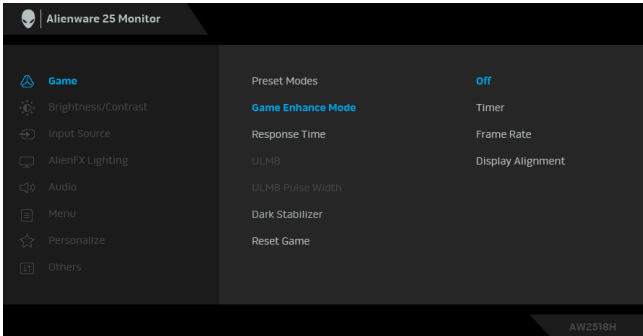 Alienware 25 Monitor
Game
Preset Modes
Off
Brightness/Contrast
Game Enhance Mode
Timer
Input Source
Response Time
Frame Rate
AlienFX Lighting
ULMB
Display Alignment
Audio
ULMB Pulse Width
Menu
Dark Stabilizer
Personalize
Reset Game
Others
AW2518H